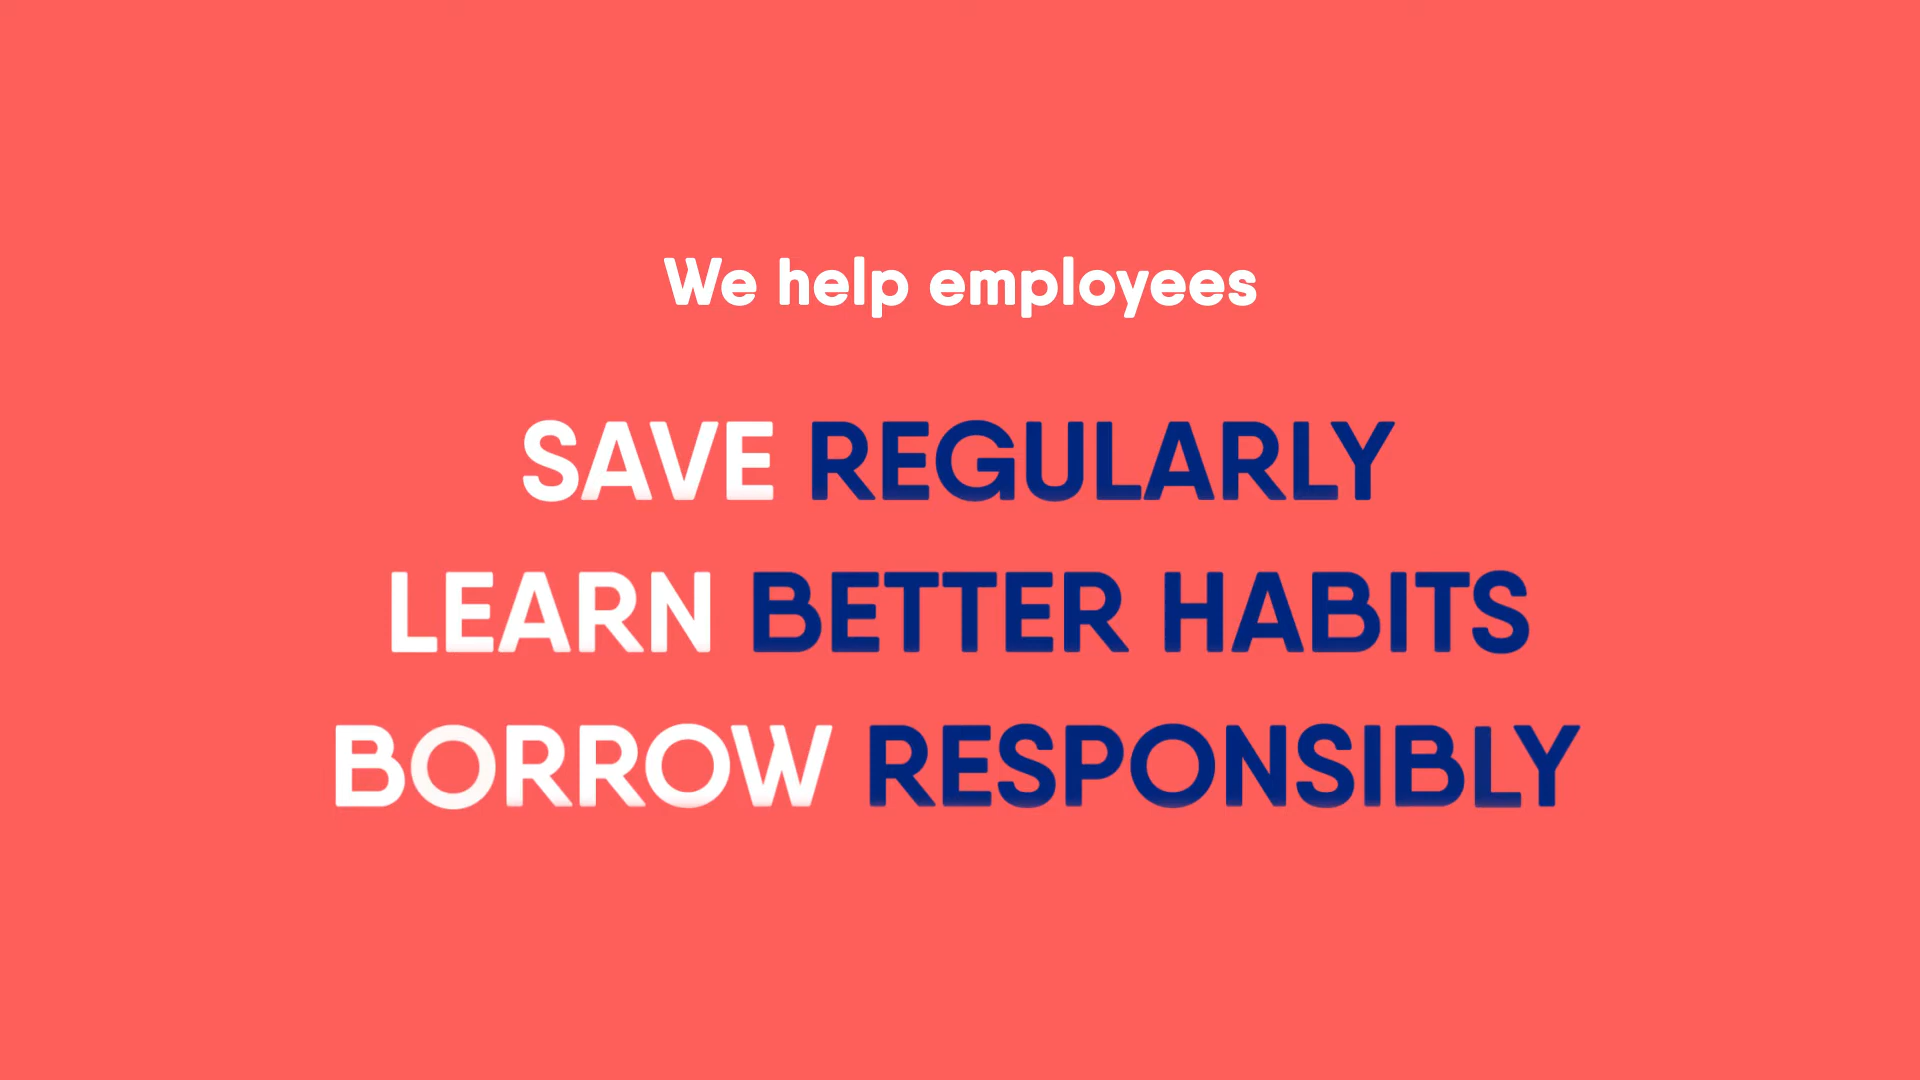 We help employees
SAVE REGULARLY
LEARN BETTER HABITS
BORROW RESPONSIBLY